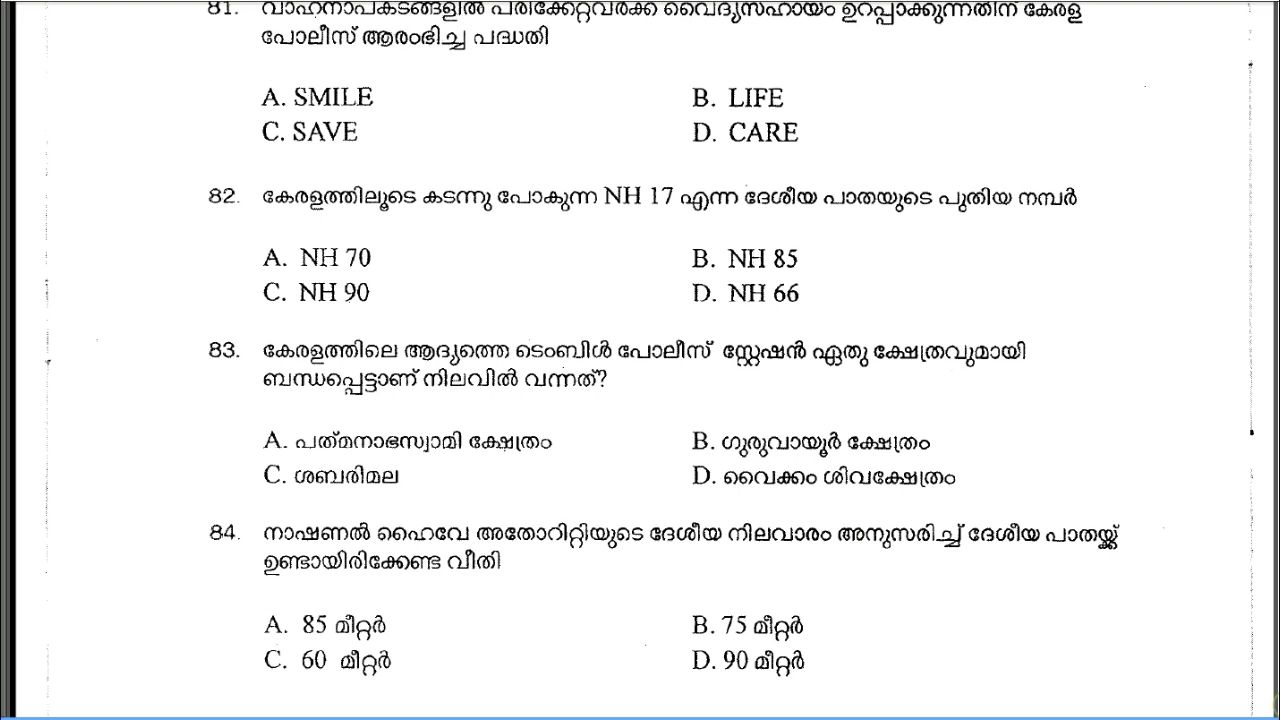 81. വാഹനാപകടങ്ങളിൽ പരിക്കേറ്റവർക്ക് വൈദ്യസഹായം ഉറപ്പാക്കുന്നതിന് കേരള
പോലീസ് ആരംഭിച്ച പദ്ധതി
A. SMILE B. LIFE
C. SAVE D. CARE
82. കേരളത്തിലൂടെ കടന്നു പോകുന്ന NH 17 എന്ന ദേശീയ പാതയുടെ പുതിയ നമ്പർ
A. NH 70 B. NH 85
C. NH 90 D. NH 66
83. കേരളത്തിലെ ആദ്യത്തെ ടെംബിൾ പോലീസ് സ്റ്റേഷൻ ഏതു ക്ഷേത്രവുമായി
ബന്ധപ്പെട്ടാണ് നിലവിൽ വന്നത്?
A. പത്മനാഭസ്വാമി ക്ഷേത്രം B. ഗുരുവായൂർ ക്ഷേത്രം
C. ശബരിമല D. വൈക്കം ശിവക്ഷേത്രം
84. നാഷണൽ ഹൈവേ അതോറിറ്റിയുടെ ദേശീയ നിലവാരം അനുസരിച്ച് ദേശീയ പാതയ്ക്ക്
ഉണ്ടായിരിക്കേണ്ട വീതി
A. 85 മീറ്റർ B. 75 മീറ്റർ
C. 60 മീറ്റർ D. 90 മീറ്റർ